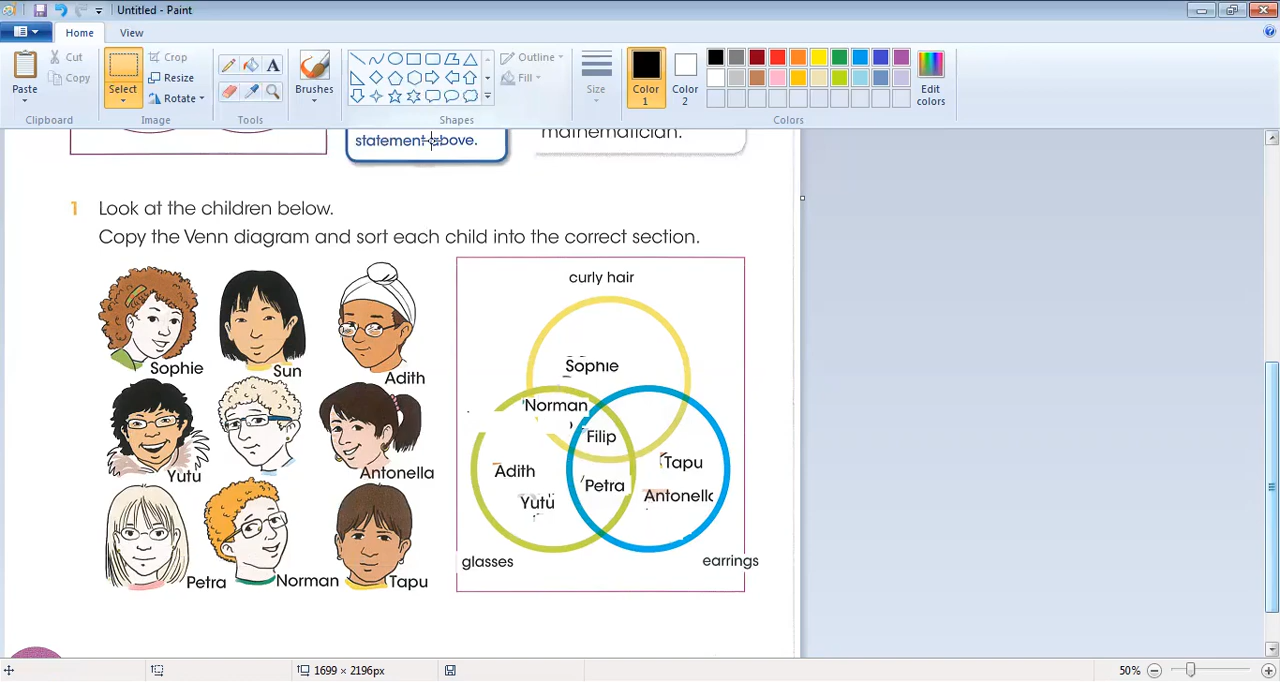 Untitled - Paint
Home
View
Paste
Cut
Copy
Clipboard
Select
Crop
Resize
Rotate
Image
Tools
Brushes
Shapes
Outline
Fill
Size
Color 1
Color 2
Edit colors
Colors
statement above.
mathematician.
1 Look at the children below.
Copy the Venn diagram and sort each child into the correct section.
Sophie
Sun
Adith
Yutu
Antonella
Petra
Norman
Tapu
curly hair
Sophie
Norman
Filip
Adith
Tapu
Petra
Antonella
Yutu
glasses
earrings
1699 × 2196px
50%